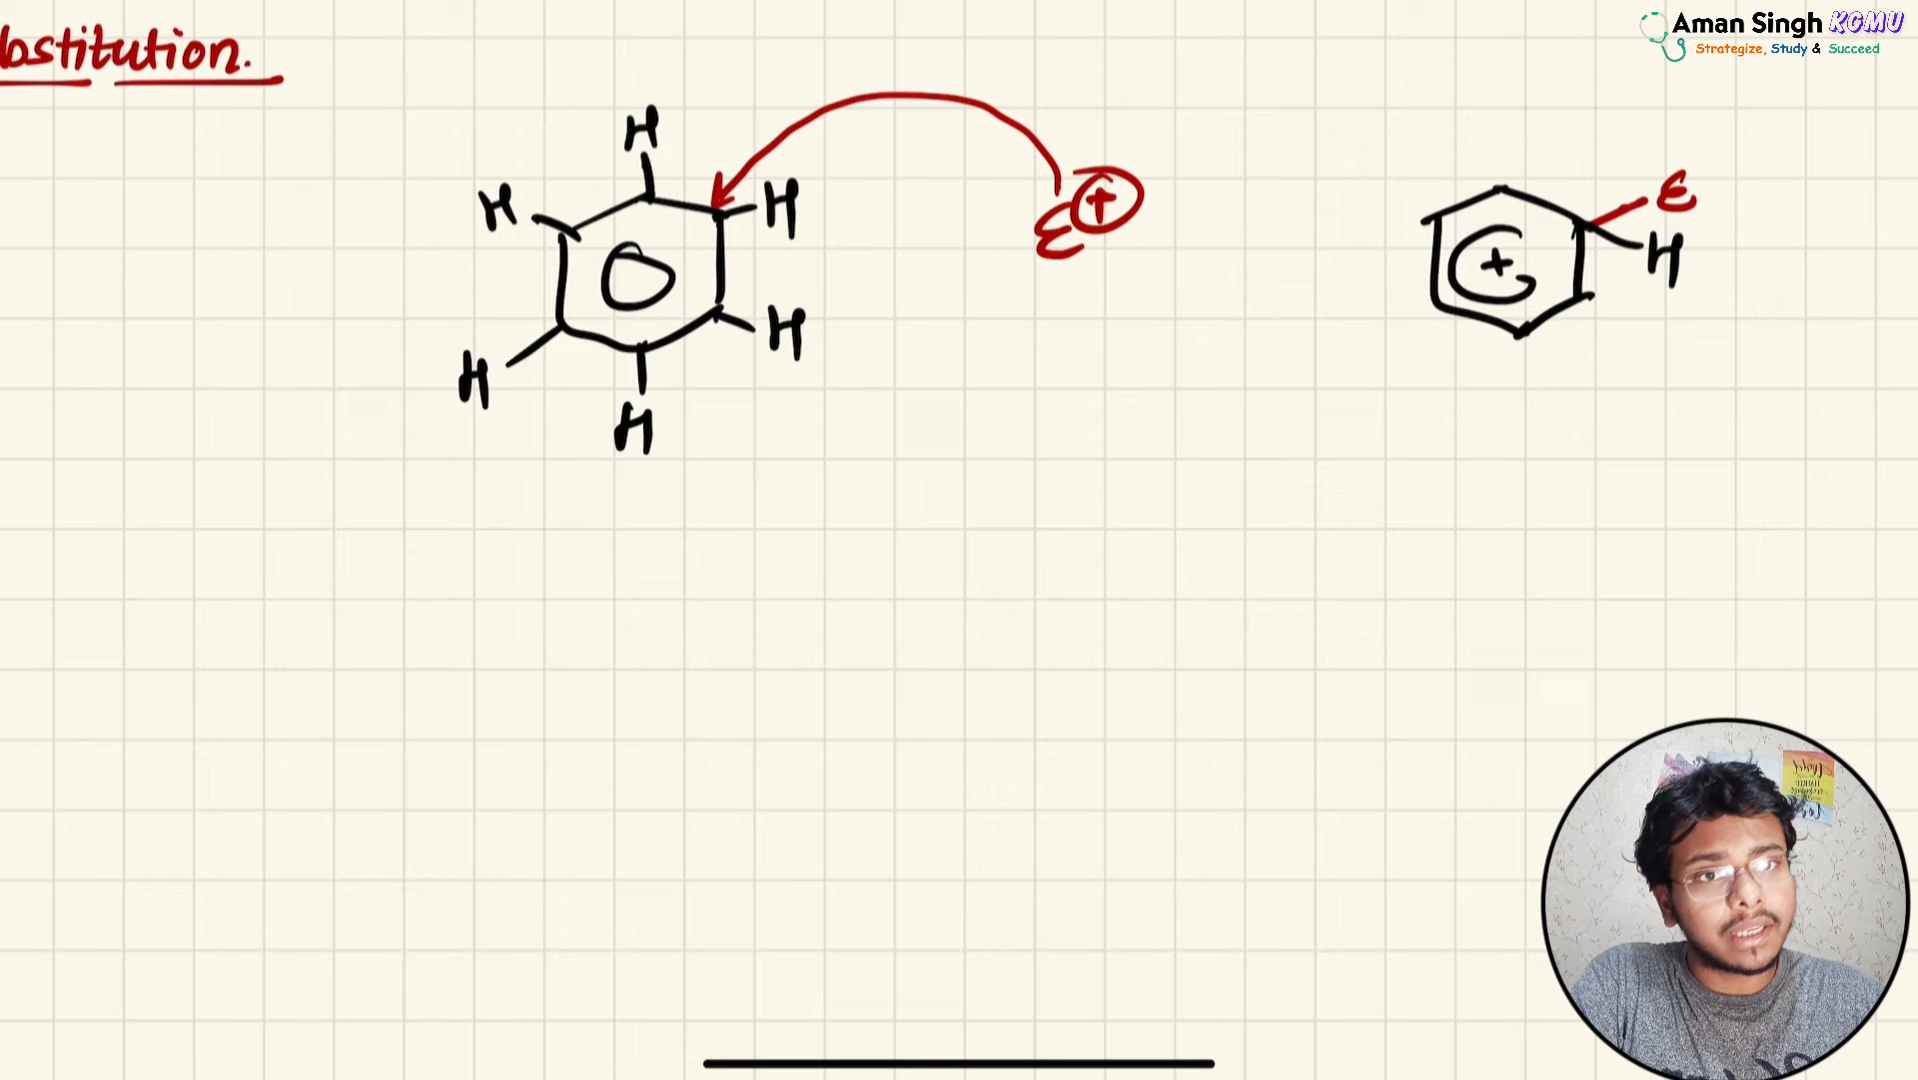 bstitution.
Aman Singh KGMU
Strategize, Study & Succeed
H
H
H
H
H
H
ε +
ε
H
+